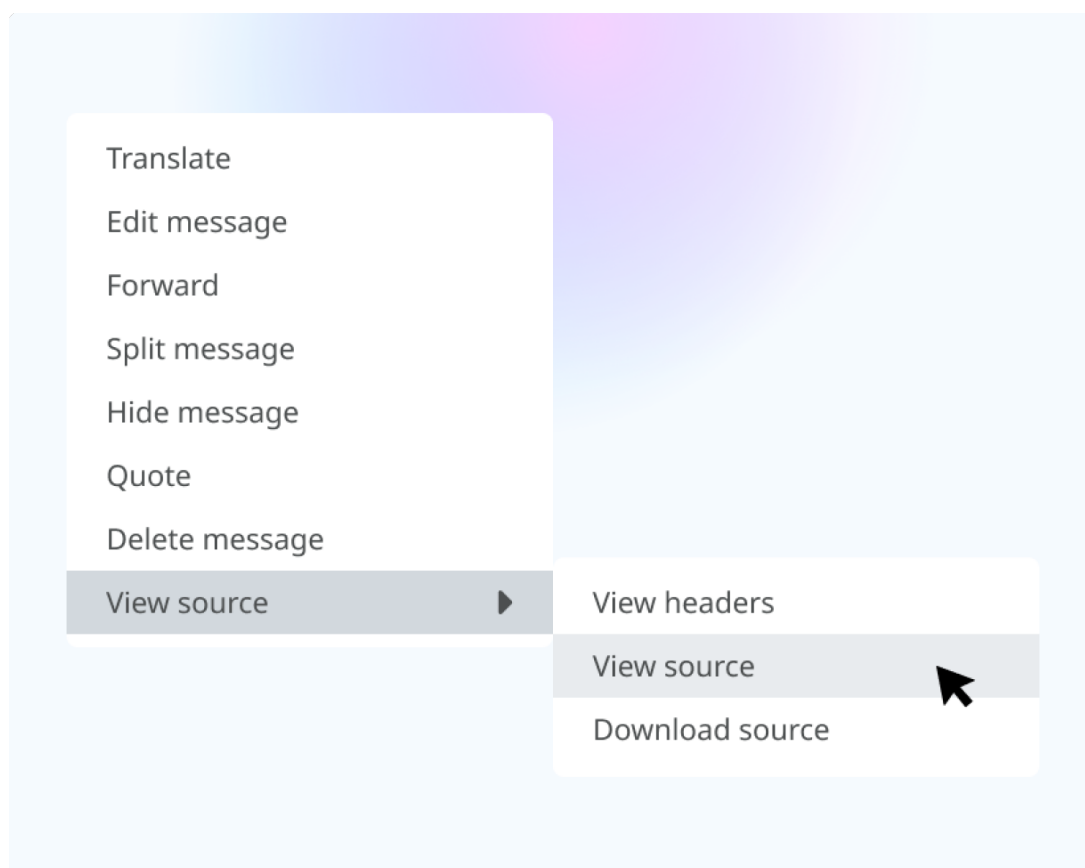 Translate
Edit message
Forward
Split message
Hide message
Quote
Delete message
View source
View headers
View source
Download source